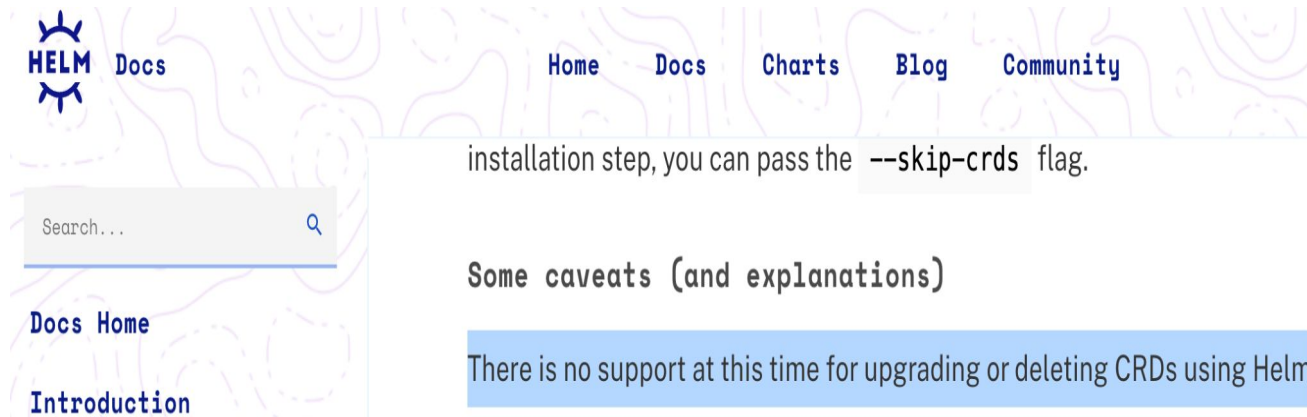 HELM Docs
Home Docs Charts Blog Community
installation step, you can pass the --skip-crds flag.
Search...
Some caveats (and explanations)
Docs Home
There is no support at this time for upgrading or deleting CRDs using Helm
Introduction